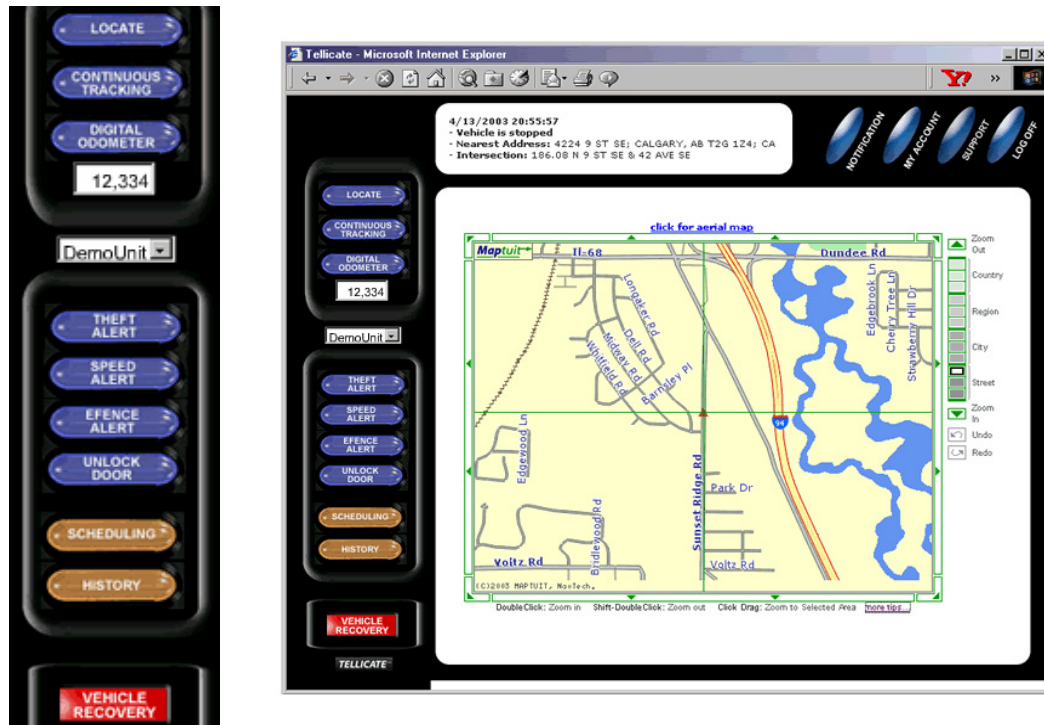 LOCATE
CONTINUOUS
TRACKING
DIGITAL
ODOMETER
12,334
DemoUnit
THEFT
ALERT
SPEED
ALERT
EFENCE
ALERT
UNLOCK
DOOR
SCHEDULING
HISTORY
VEHICLE
RECOVERY
Tellicate - Microsoft Internet Explorer
Y!
»
4/13/2003 20:55:57
- Vehicle is stopped
- Nearest Address: 4224 9 ST SE; CALGARY, AB T2G 1Z4; CA
- Intersection: 186.08 N 9 ST SE & 42 AVE SE
NOTIFICATION
MY ACCOUNT
SUPPORT
LOG OFF
LOCATE
CONTINUOUS
TRACKING
DIGITAL
ODOMETER
12,334
DemoUnit
THEFT
ALERT
SPEED
ALERT
EFENCE
ALERT
UNLOCK
DOOR
SCHEDULING
HISTORY
VEHICLE
RECOVERY
TELLICATE
click for aerial map
Maptuit
Il-68
Dundee Rd
Longaker Rd
Dell Rd
Midway Rd
Whitfield Rd
Barnsley Pl
Edgebrook Ln
Cherry Tree Ln
Strawberry Hill Dr
94
Edgewood Ln
Park Dr
Sunset Ridge Rd
Bridlewood Rd
Voltz Rd
Voltz Rd
(C)2003 MAPTUIT, NavTech.
Zoom
Out
Country
Region
City
Street
Zoom
In
Undo
Redo
DoubleClick: Zoom in Shift-DoubleClick: Zoom out Click Drag: Zoom to Selected Area more tips...